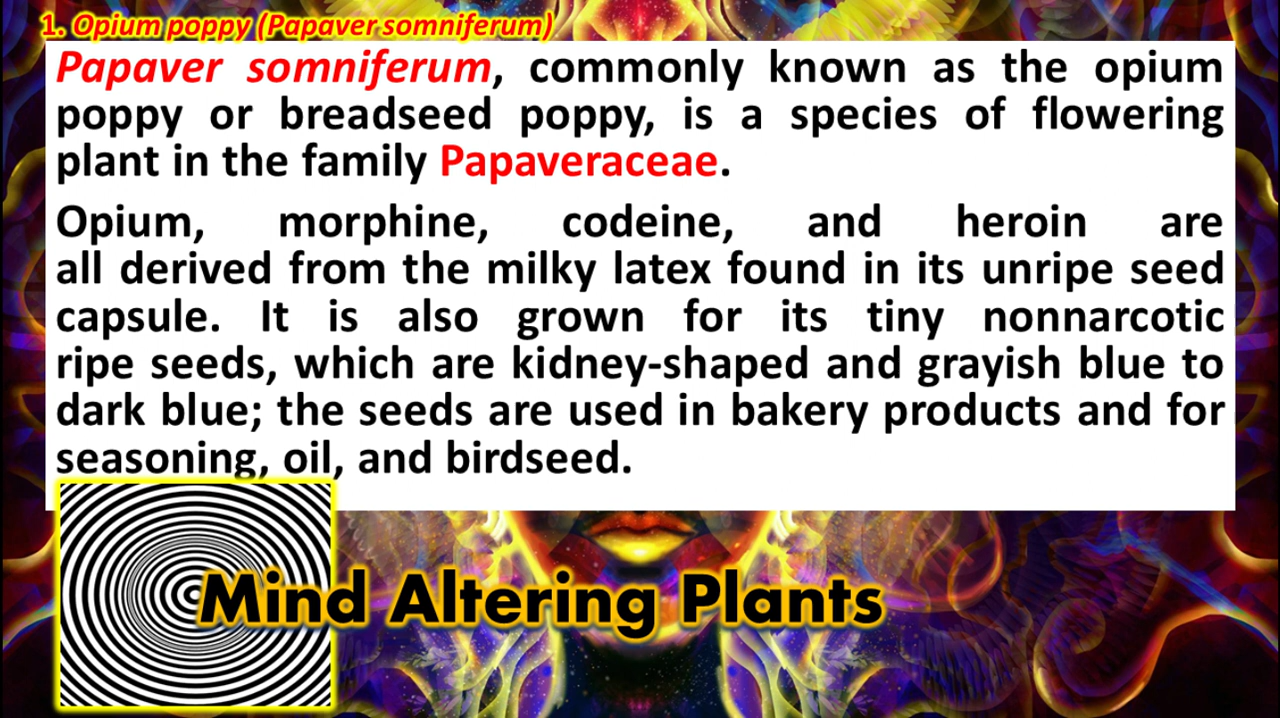 1. Opium poppy (Papaver somniferum)
Papaver somniferum, commonly known as the opium
poppy or breadseed poppy, is a species of flowering
plant in the family Papaveraceae.
Opium, morphine, codeine, and heroin are
all derived from the milky latex found in its unripe seed
capsule. It is also grown for its tiny nonnarcotic
ripe seeds, which are kidney-shaped and grayish blue to
dark blue; the seeds are used in bakery products and for
seasoning, oil, and birdseed.
Mind Altering Plants